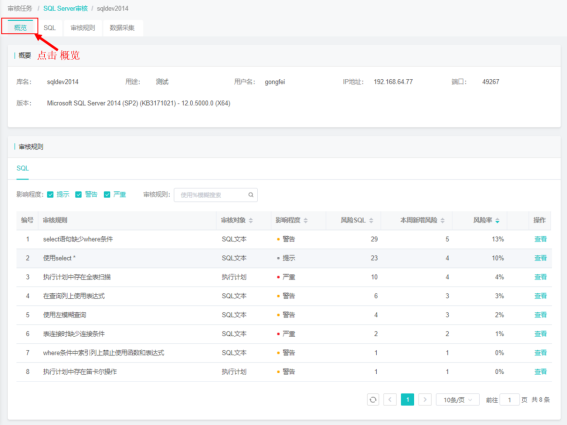 审核任务 / SQL Server审核 / sqldev2014
概览 SQL 审核规则 数据采集
概要 点击 概览
库名: sqldev2014 用途: 测试 用户名: gongfei IP地址: 192.168.64.77 端口: 49267
版本: Microsoft SQL Server 2014 (SP2) (KB3171021) - 12.0.5000.0 (X64)
审核规则
SQL
影响程度: 提示 警告 严重 审核规则: 使用%模糊搜索
编号 审核规则 审核对象 影响程度 风险SQL 本周新增风险 风险率 操作
1 select语句缺少where条件 SQL文本 警告 29 5 13% 查看
2 使用select * SQL文本 提示 23 4 10% 查看
3 执行计划中存在全表扫描 执行计划 严重 10 4 4% 查看
4 在查询列上使用表达式 SQL文本 警告 6 3 3% 查看
5 使用左模糊查询 SQL文本 警告 4 3 2% 查看
6 表连接时缺少连接条件 SQL文本 严重 2 2 1% 查看
7 where条件中索引列上禁止使用函数和表达式 SQL文本 警告 1 1 0% 查看
8 执行计划中存在笛卡尔操作 执行计划 警告 1 1 0% 查看
1 10条/页 前往 1 页 共 8 条